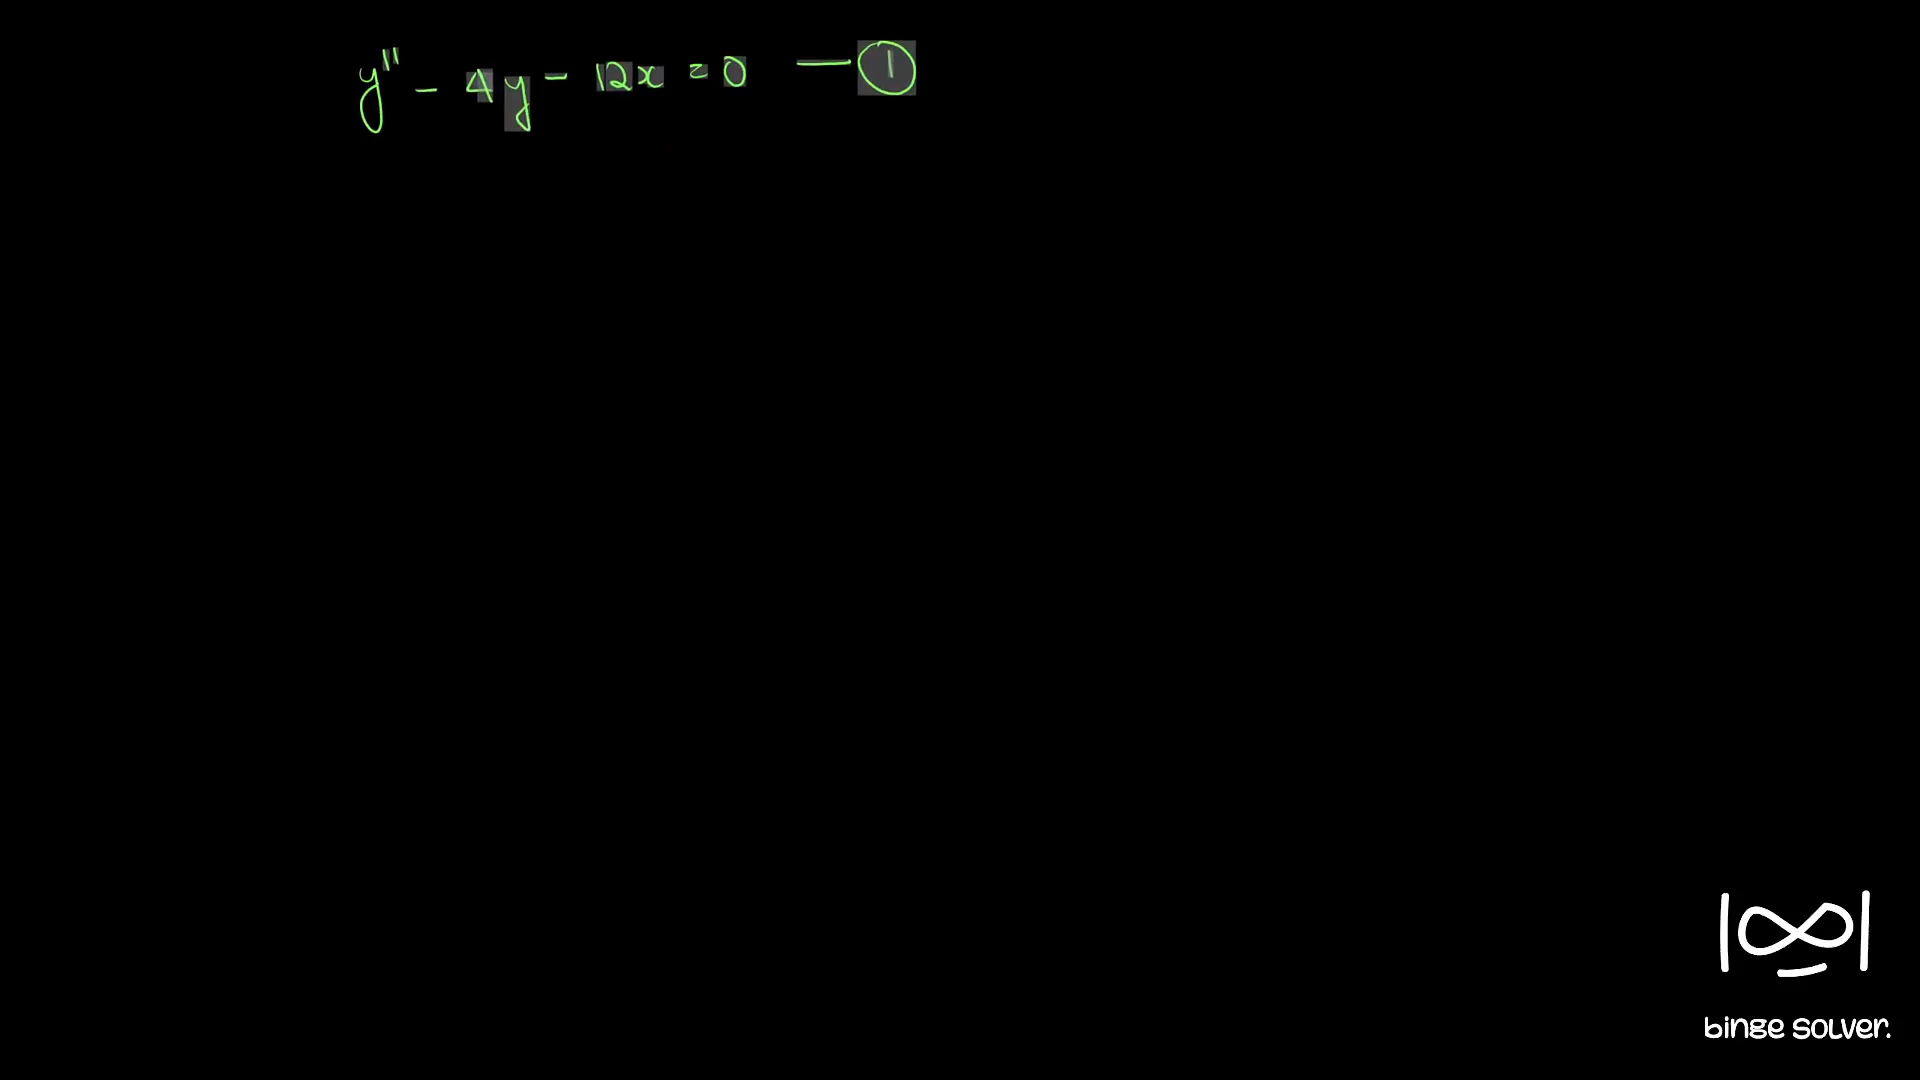 y'' - 4y - 12x = 0 — ①
binge solver.